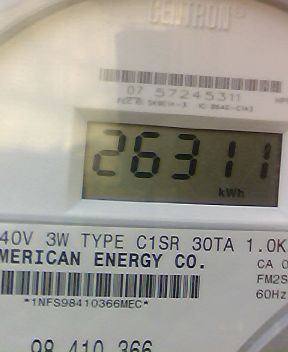 CENTRON®
07 57245311
26311
kWh
40V 3W TYPE C1SR 30TA 1.0K
MERICAN ENERGY CO.
CA 0
FM2S
60Hz
*1NFS98410366MEC*
98 410 366